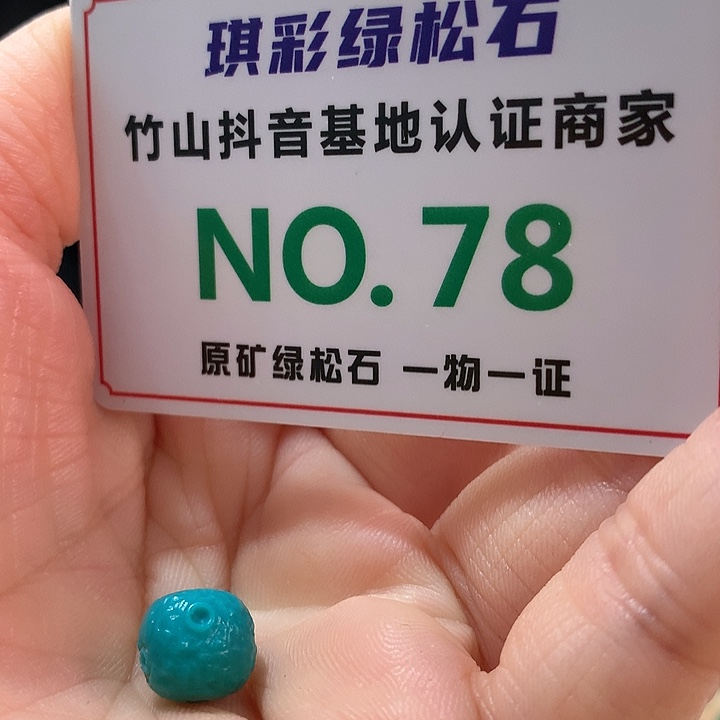 琪彩绿松石
竹山抖音基地认证商家
NO.78
原矿绿松石 一物一证